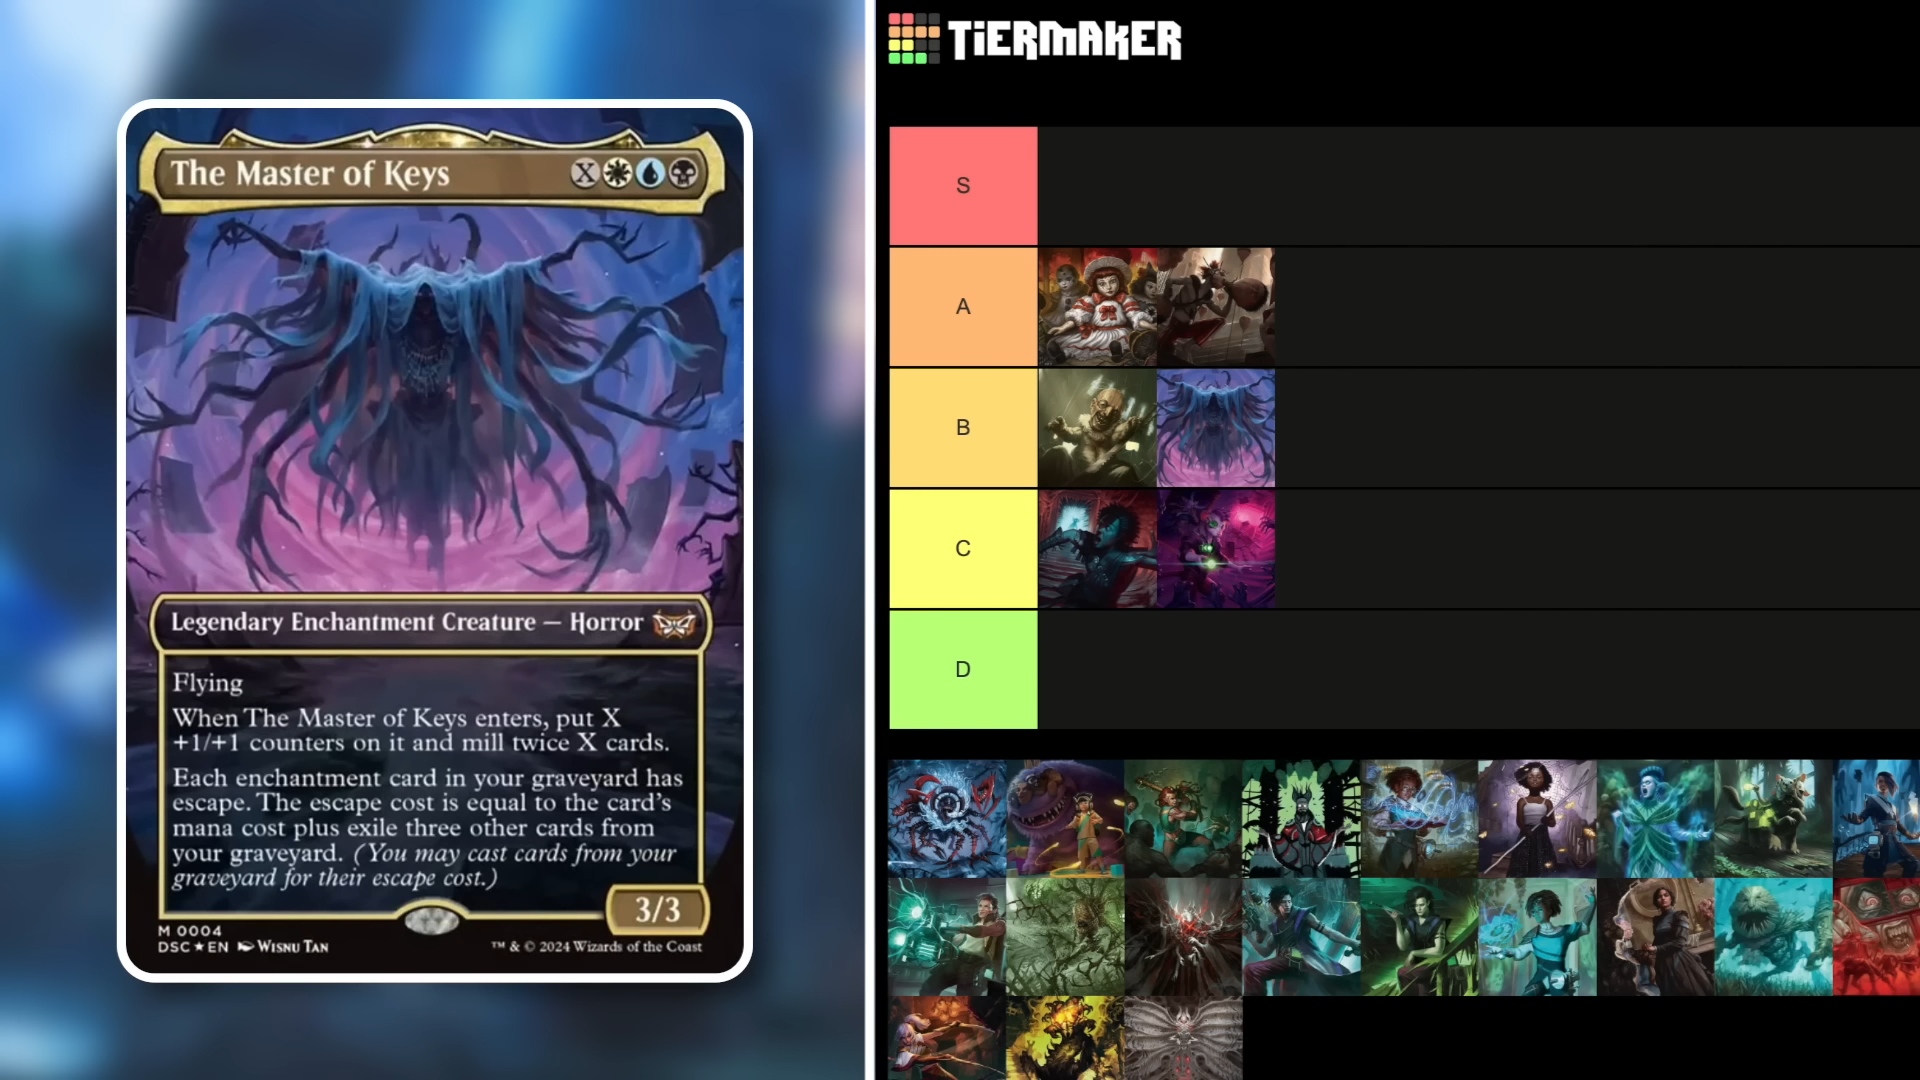 The Master of Keys X
Legendary Enchantment Creature — Horror
Flying
When The Master of Keys enters, put X
+1/+1 counters on it and mill twice X cards.
Each enchantment card in your graveyard has
escape. The escape cost is equal to the card's
mana cost plus exile three other cards from
your graveyard. (You may cast cards from your
graveyard for their escape cost.)
3/3
M 0004
DSC ★ EN WISNU TAN
™ & © 2024 Wizards of the Coast
TiERMAKER
S
A
B
C
D